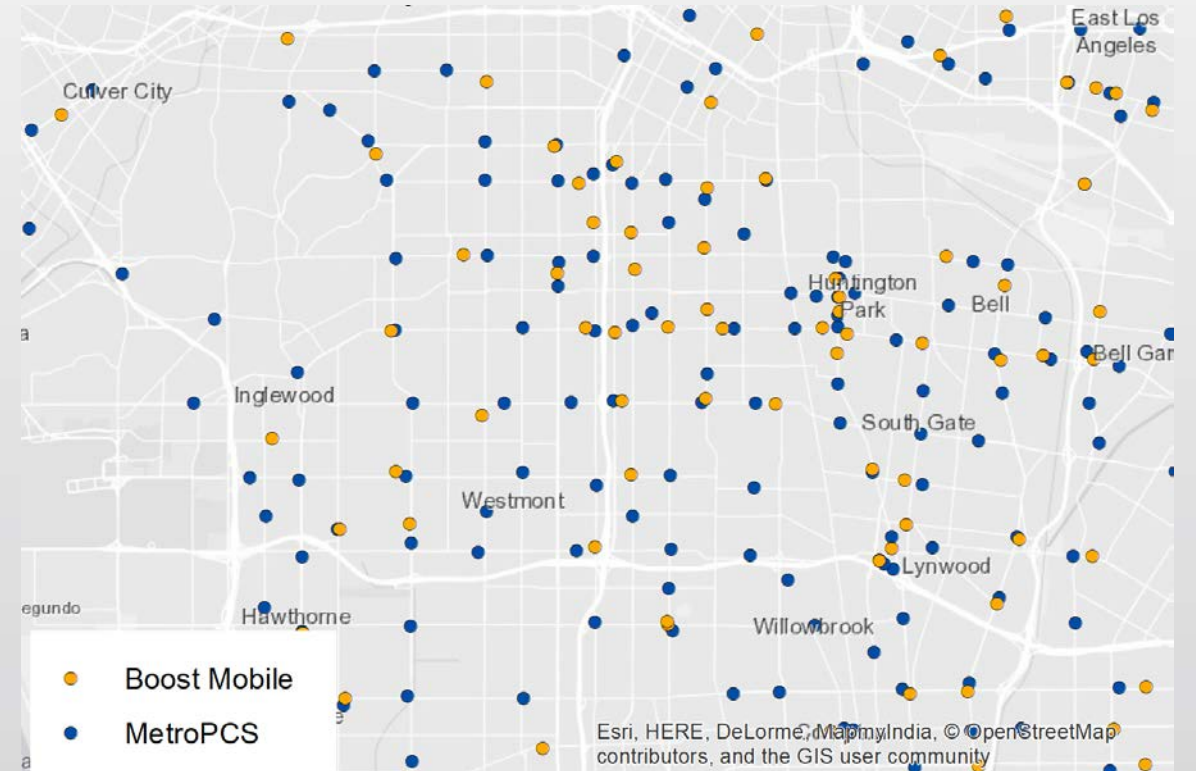 East Los
Angeles
Culver City
Huntington
Park
Bell
Bell Gar
Inglewood
South Gate
Westmont
Lynwood
egundo
Hawthorne
Willowbrook
Boost Mobile
MetroPCS
e
a
a
Esri, HERE, DeLorme, MapmyIndia, © OpenStreetMap
contributors, and the GIS user community